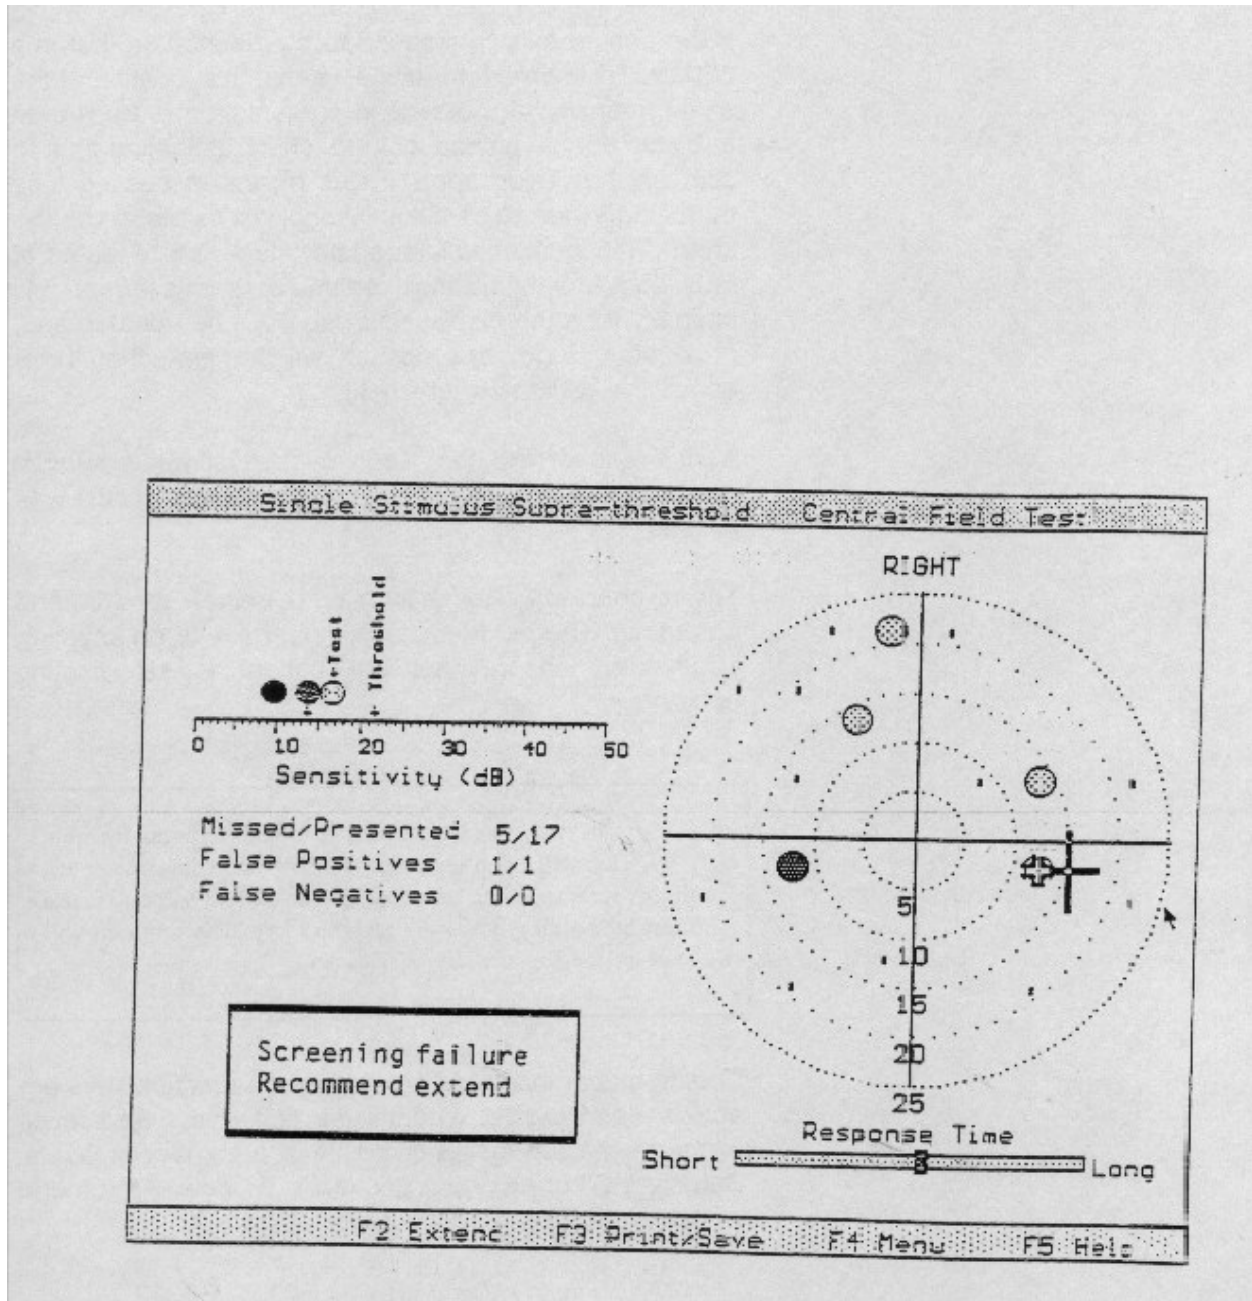 Single Stimulus Supra-threshold Central Field Test
RIGHT
Test
Threshold
0 10 20 30 40 50
Sensitivity (dB)
Missed/Presented 5/17
False Positives 1/1
False Negatives 0/0
5
10
15
20
25
Screening failure
Recommend extend
Response Time
Short Long
F2 Extend F3 Print/Save F4 Menu F5 Help